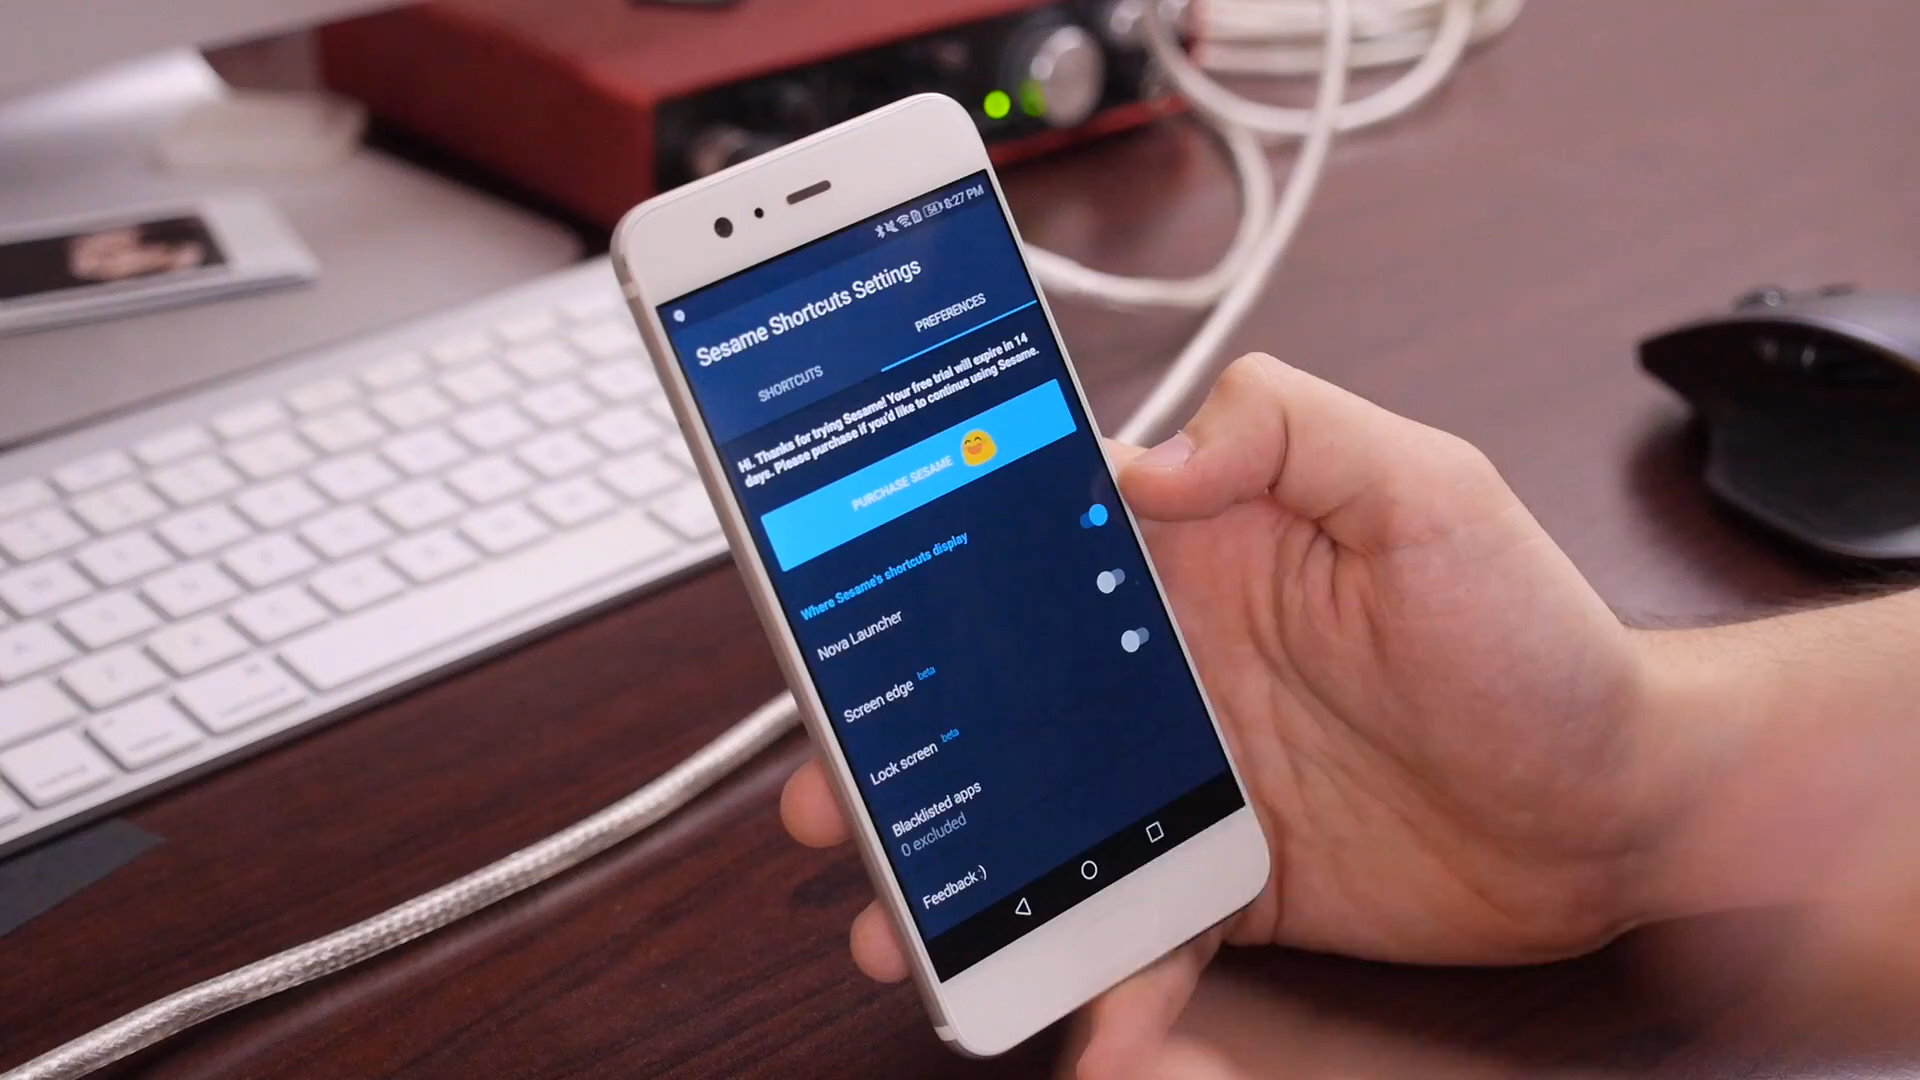 54 8:27 PM
Sesame Shortcuts Settings
SHORTCUTS
PREFERENCES
Hi. Thanks for trying Sesame! Your free trial will expire in 14
days. Please purchase if you'd like to continue using Sesame.
PURCHASE SESAME
Where Sesame's shortcuts display
Nova Launcher
Screen edge beta
Lock screen beta
Blacklisted apps
0 excluded
Feedback :)